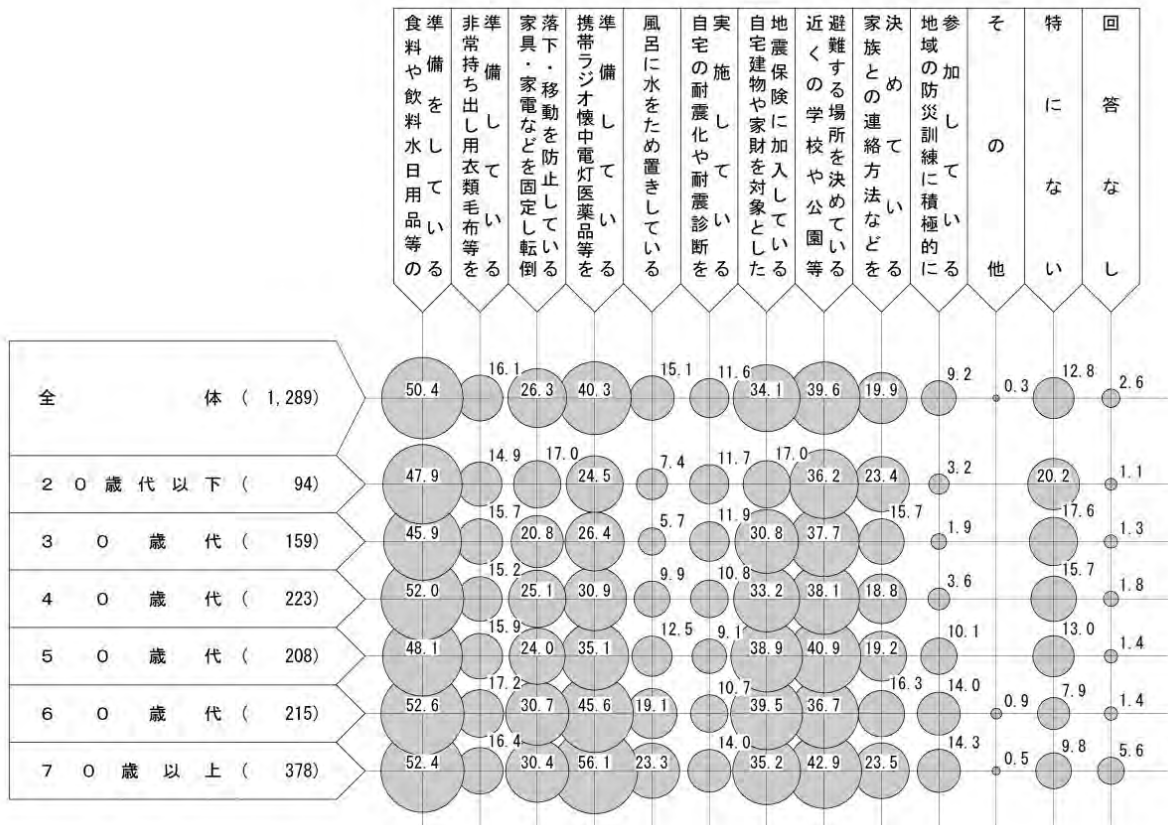 食料や飲料水日用品等の
準備をしている
非常持ち出し用衣類毛布等を
準備している
家具・家電などを固定し転倒
落下・移動を防止している
携帯ラジオ懐中電灯医薬品等を
準備している
風呂に水をため置きしている
自宅の耐震化や耐震診断を
実施している
自宅建物や家財を対象とした
地震保険に加入している
近くの学校や公園等
避難する場所を決めている
家族との連絡方法などを
決めている
地域の防災訓練に積極的に
参加している
その他
特にない
回答なし
全体 ( 1,289) 50.4 16.1 26.3 40.3 15.1 11.6 34.1 39.6 19.9 9.2 0.3 12.8 2.6
20歳代以下 ( 94) 47.9 14.9 17.0 24.5 7.4 11.7 17.0 36.2 23.4 3.2 20.2 1.1
30歳代 ( 159) 45.9 15.7 20.8 26.4 5.7 11.9 30.8 37.7 15.7 1.9 17.6 1.3
40歳代 ( 223) 52.0 15.2 25.1 30.9 9.9 10.8 33.2 38.1 18.8 3.6 15.7 1.8
50歳代 ( 208) 48.1 15.9 24.0 35.1 12.5 9.1 38.9 40.9 19.2 10.1 13.0 1.4
60歳代 ( 215) 52.6 17.2 30.7 45.6 19.1 10.7 39.5 36.7 16.3 14.0 0.9 7.9 1.4
70歳以上 ( 378) 52.4 16.4 30.4 56.1 23.3 14.0 35.2 42.9 23.5 14.3 0.5 9.8 5.6